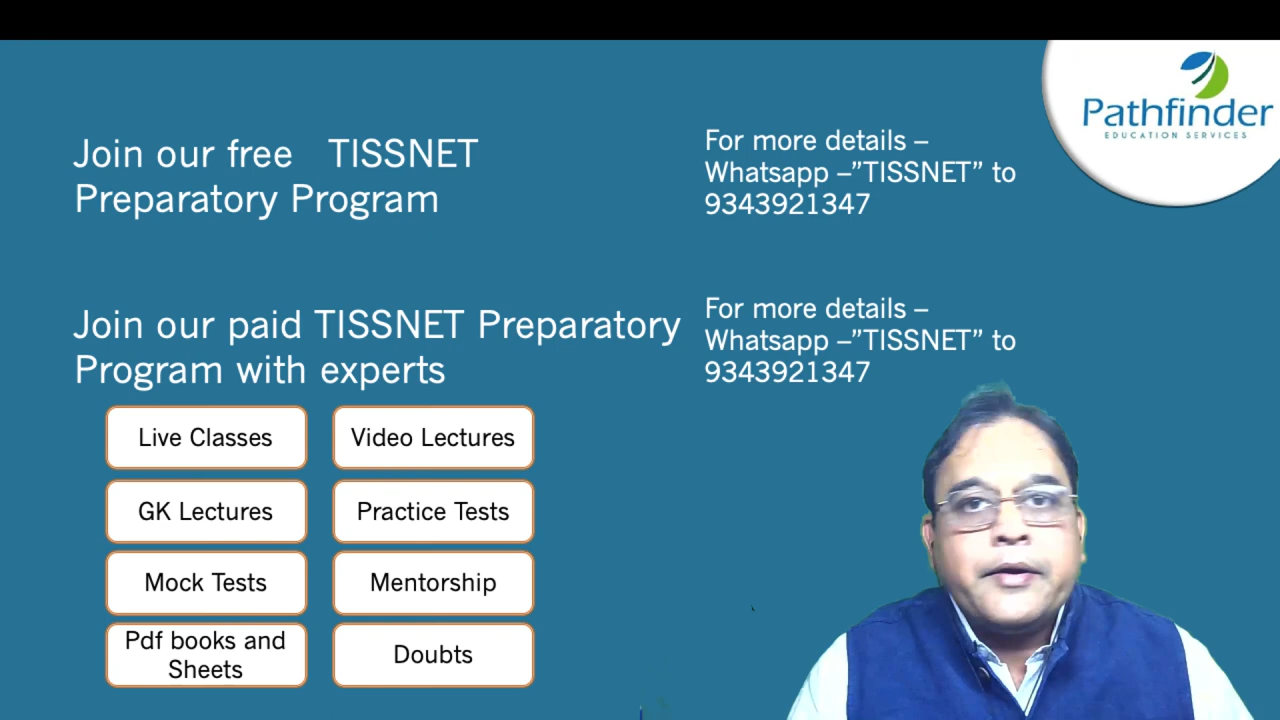 Pathfinder
EDUCATION SERVICES
Join our free TISSNET
Preparatory Program
For more details –
Whatsapp –”TISSNET” to
9343921347
Join our paid TISSNET Preparatory
Program with experts
For more details –
Whatsapp –”TISSNET” to
9343921347
Live Classes
Video Lectures
GK Lectures
Practice Tests
Mock Tests
Mentorship
Pdf books and
Sheets
Doubts